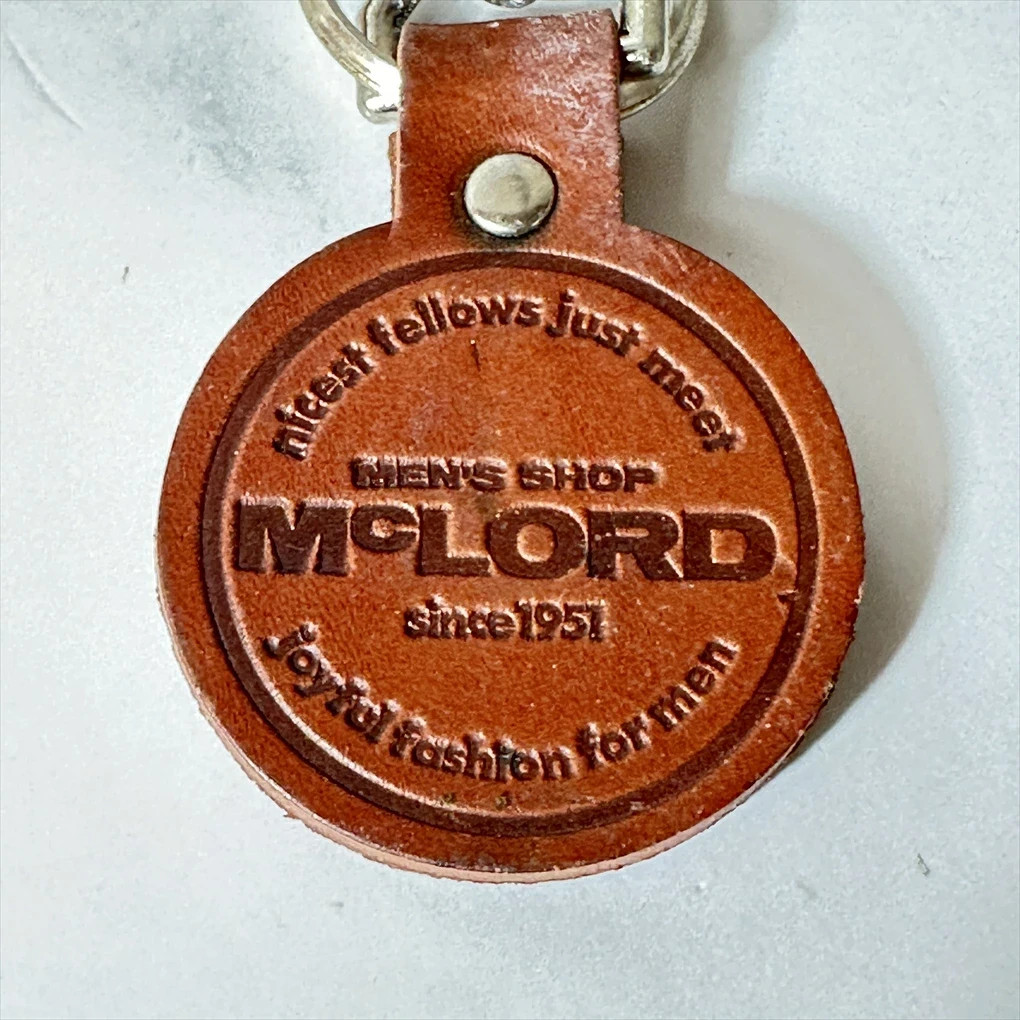 nicest fellows just meet
MEN'S SHOP
McLORD
since 1951
joyful fashion for men